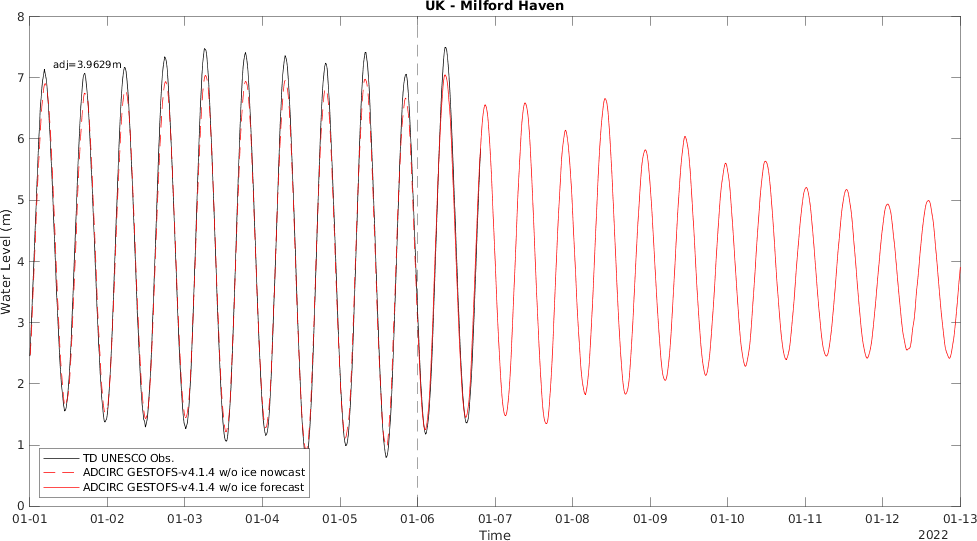 UK - Milford Haven
8
7
6
5
4
3
2
1
0
Water Level (m)
adj=3.9629m
TD UNESCO Obs.
ADCIRC GESTOFS-v4.1.4 w/o ice nowcast
ADCIRC GESTOFS-v4.1.4 w/o ice forecast
01-01 01-02 01-03 01-04 01-05 01-06 01-07 01-08 01-09 01-10 01-11 01-12 01-13
Time
2022